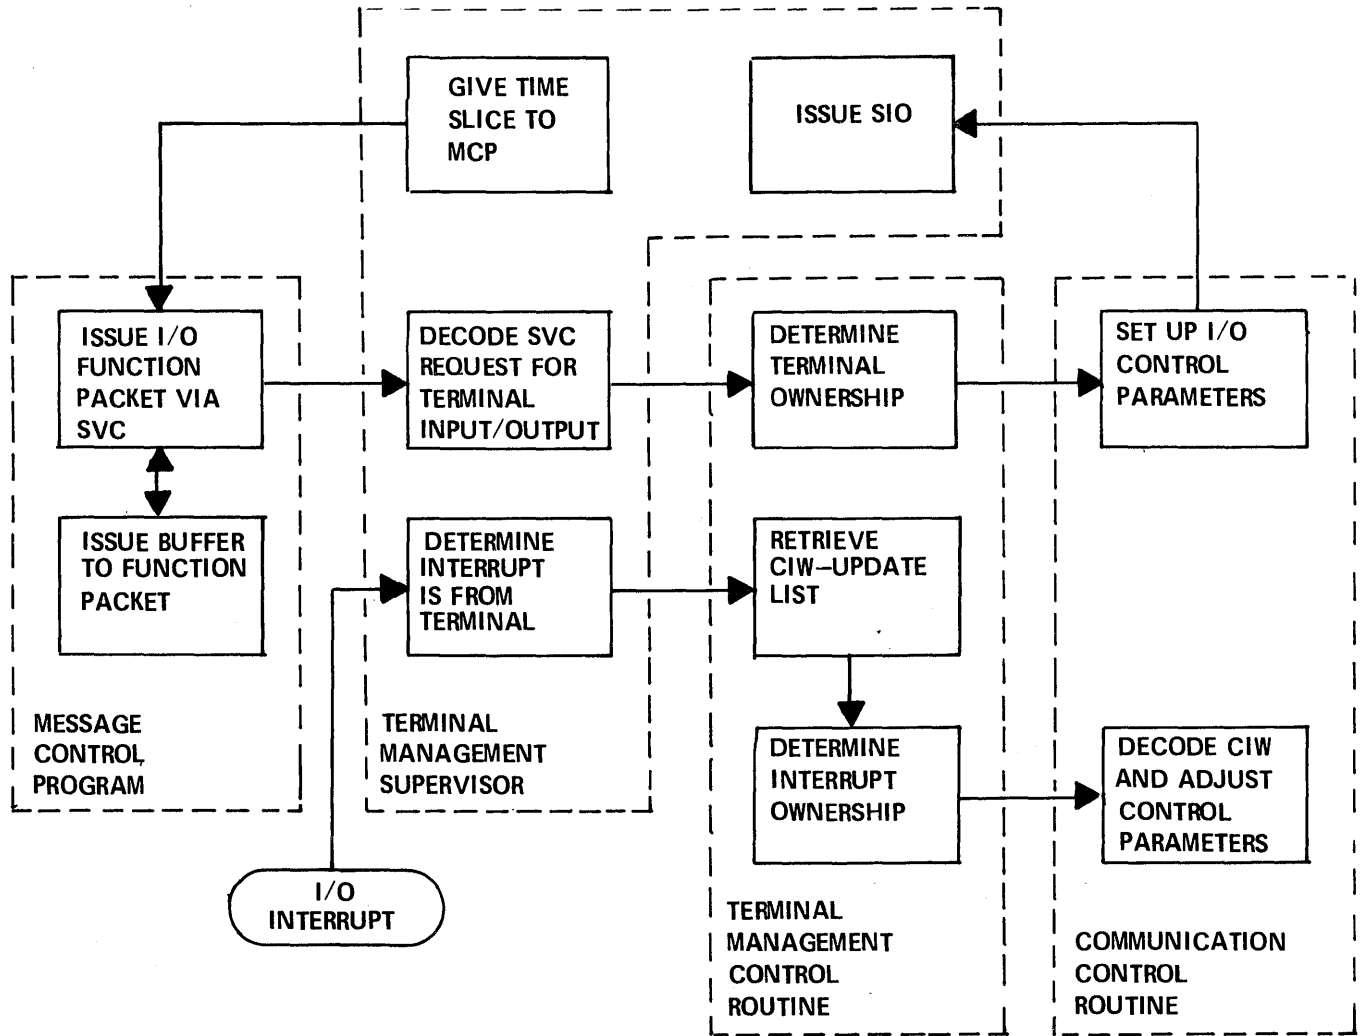 GIVE TIME
SLICE TO
MCP
ISSUE SIO
ISSUE I/O
FUNCTION
PACKET VIA
SVC
DECODE SVC
REQUEST FOR
TERMINAL
INPUT/OUTPUT
DETERMINE
TERMINAL
OWNERSHIP
SET UP I/O
CONTROL
PARAMETERS
ISSUE BUFFER
TO FUNCTION
PACKET
DETERMINE
INTERRUPT
IS FROM
TERMINAL
RETRIEVE
CIW-UPDATE
LIST
MESSAGE
CONTROL
PROGRAM
TERMINAL
MANAGEMENT
SUPERVISOR
DETERMINE
INTERRUPT
OWNERSHIP
DECODE CIW
AND ADJUST
CONTROL
PARAMETERS
I/O
INTERRUPT
TERMINAL
MANAGEMENT
CONTROL
ROUTINE
COMMUNICATION
CONTROL
ROUTINE